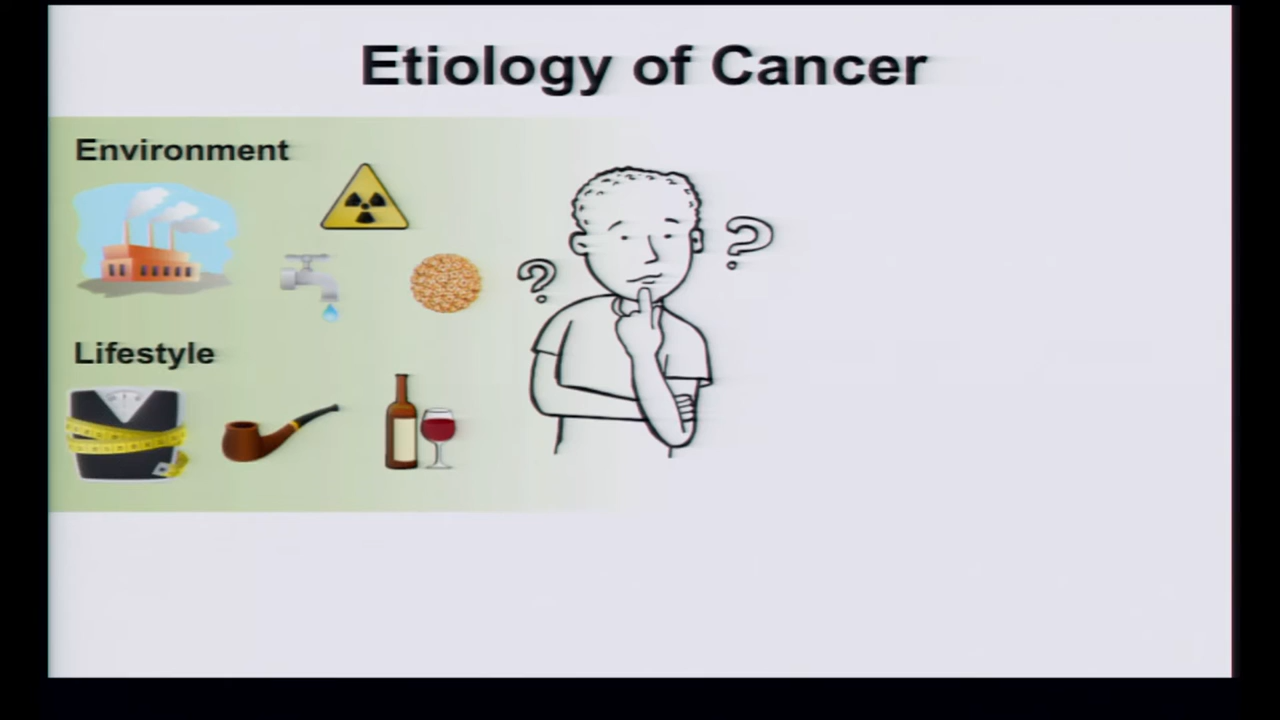 Etiology of Cancer
Environment
?
?
Lifestyle